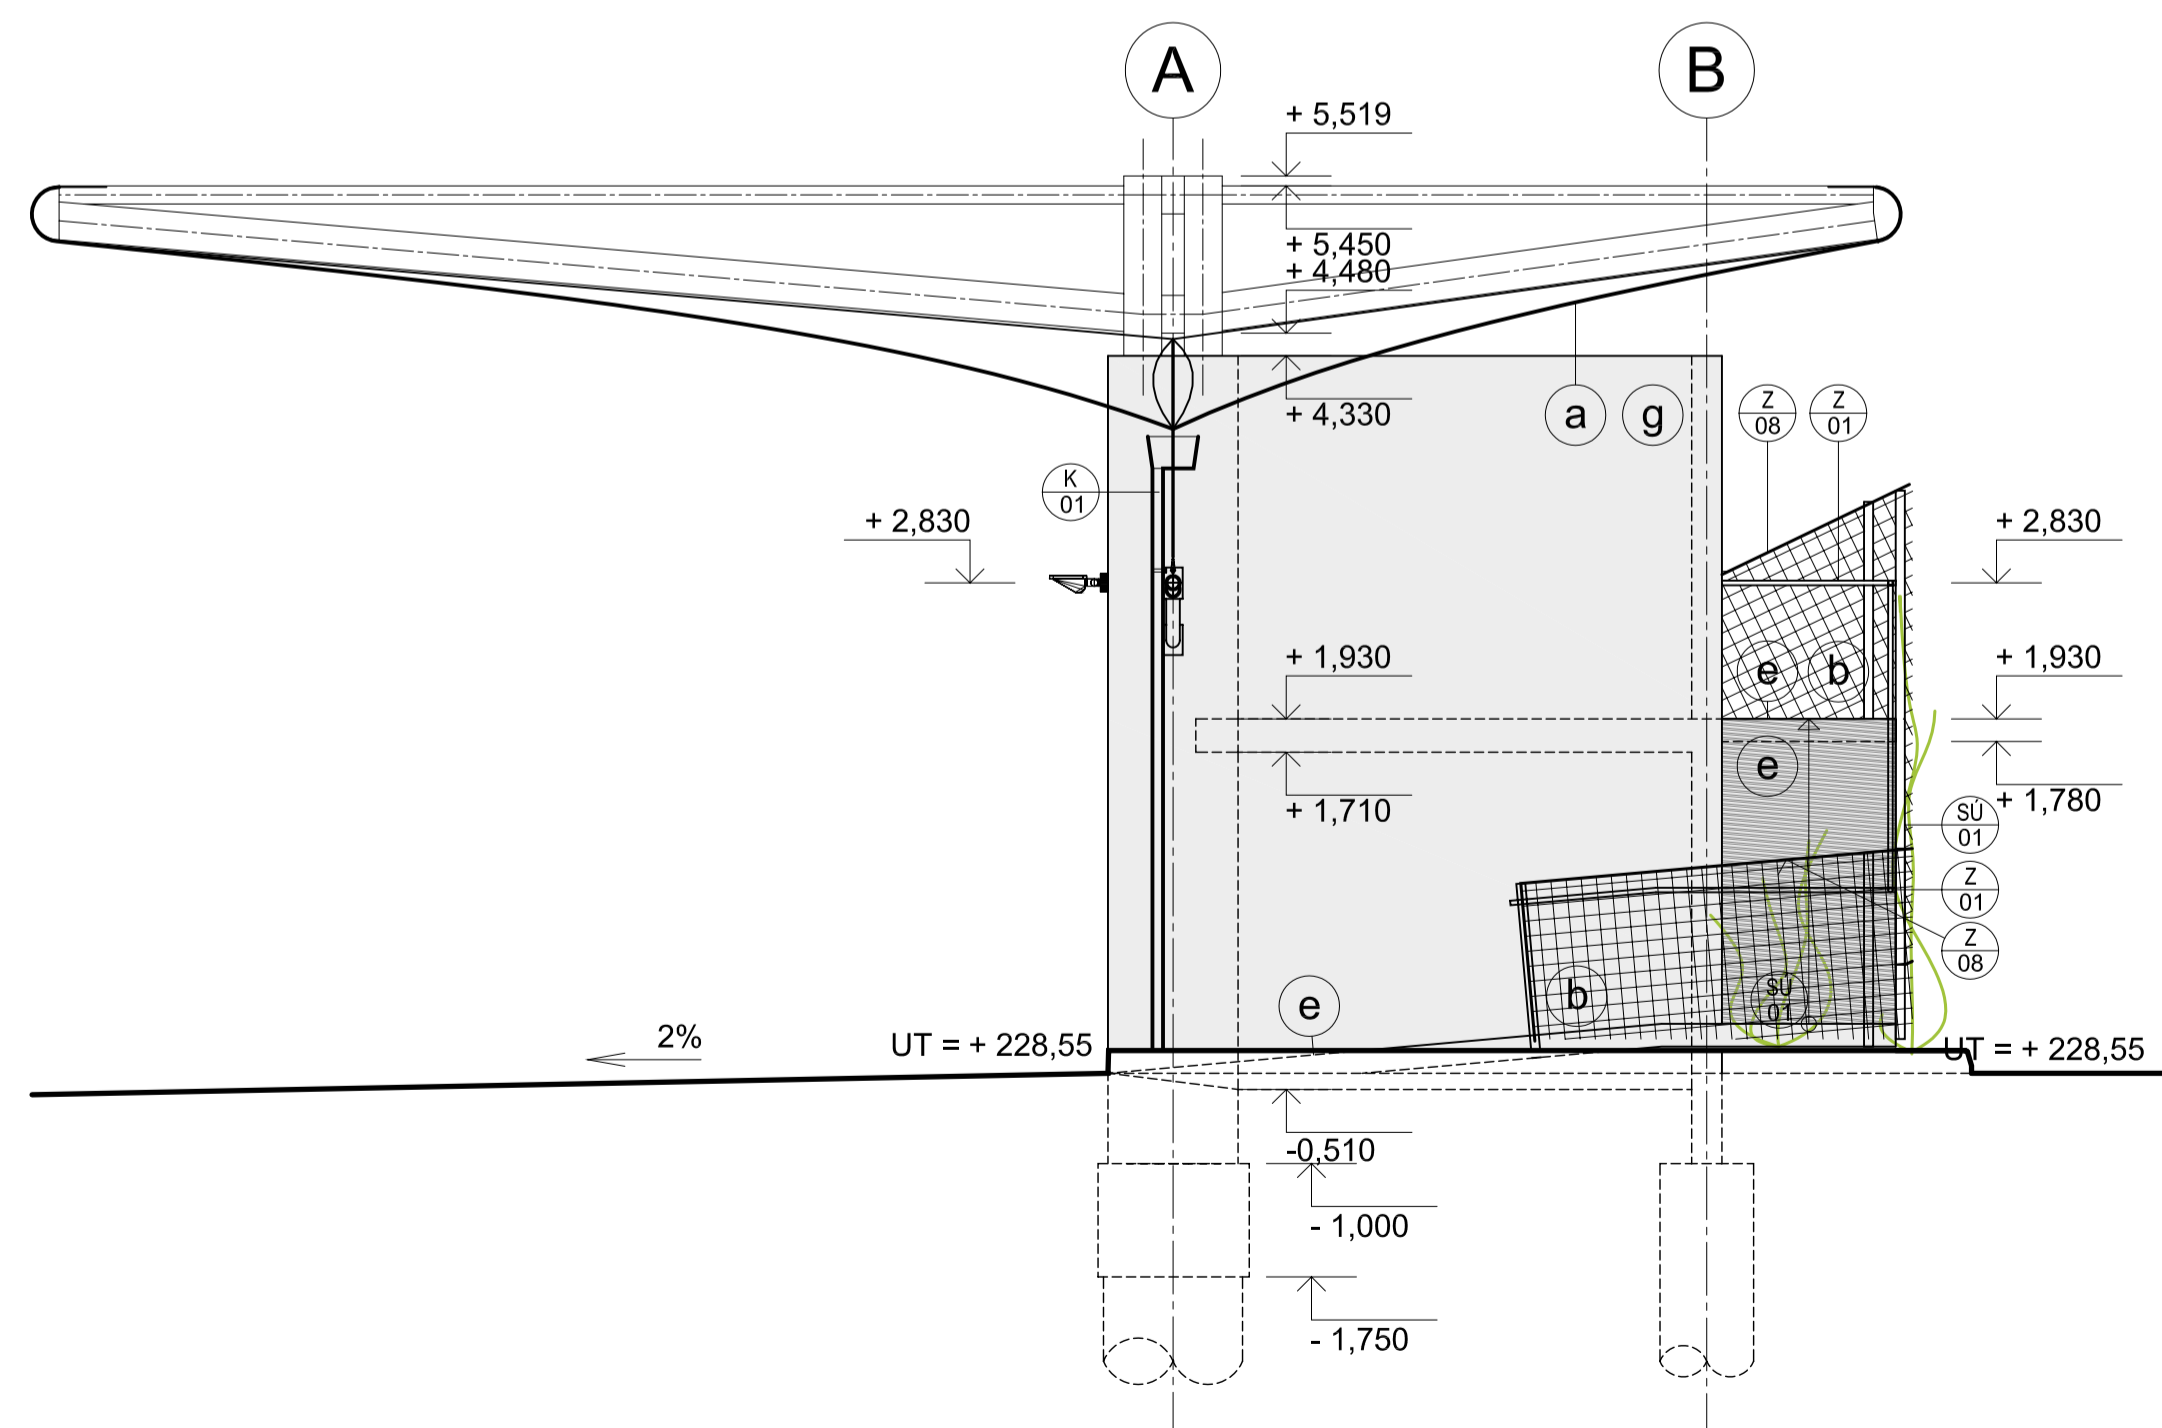 A
B
+ 5,519
+ 5,450
+ 4,480
+ 4,330
a
g
Z
08
Z
01
K
01
+ 2,830
+ 2,830
+ 1,930
+ 1,930
e
b
e
+ 1,710
+ 1,780
SÚ
01
Z
01
Z
08
b
SÚ
01
e
2%
UT = + 228,55
UT = + 228,55
-0,510
- 1,000
- 1,750